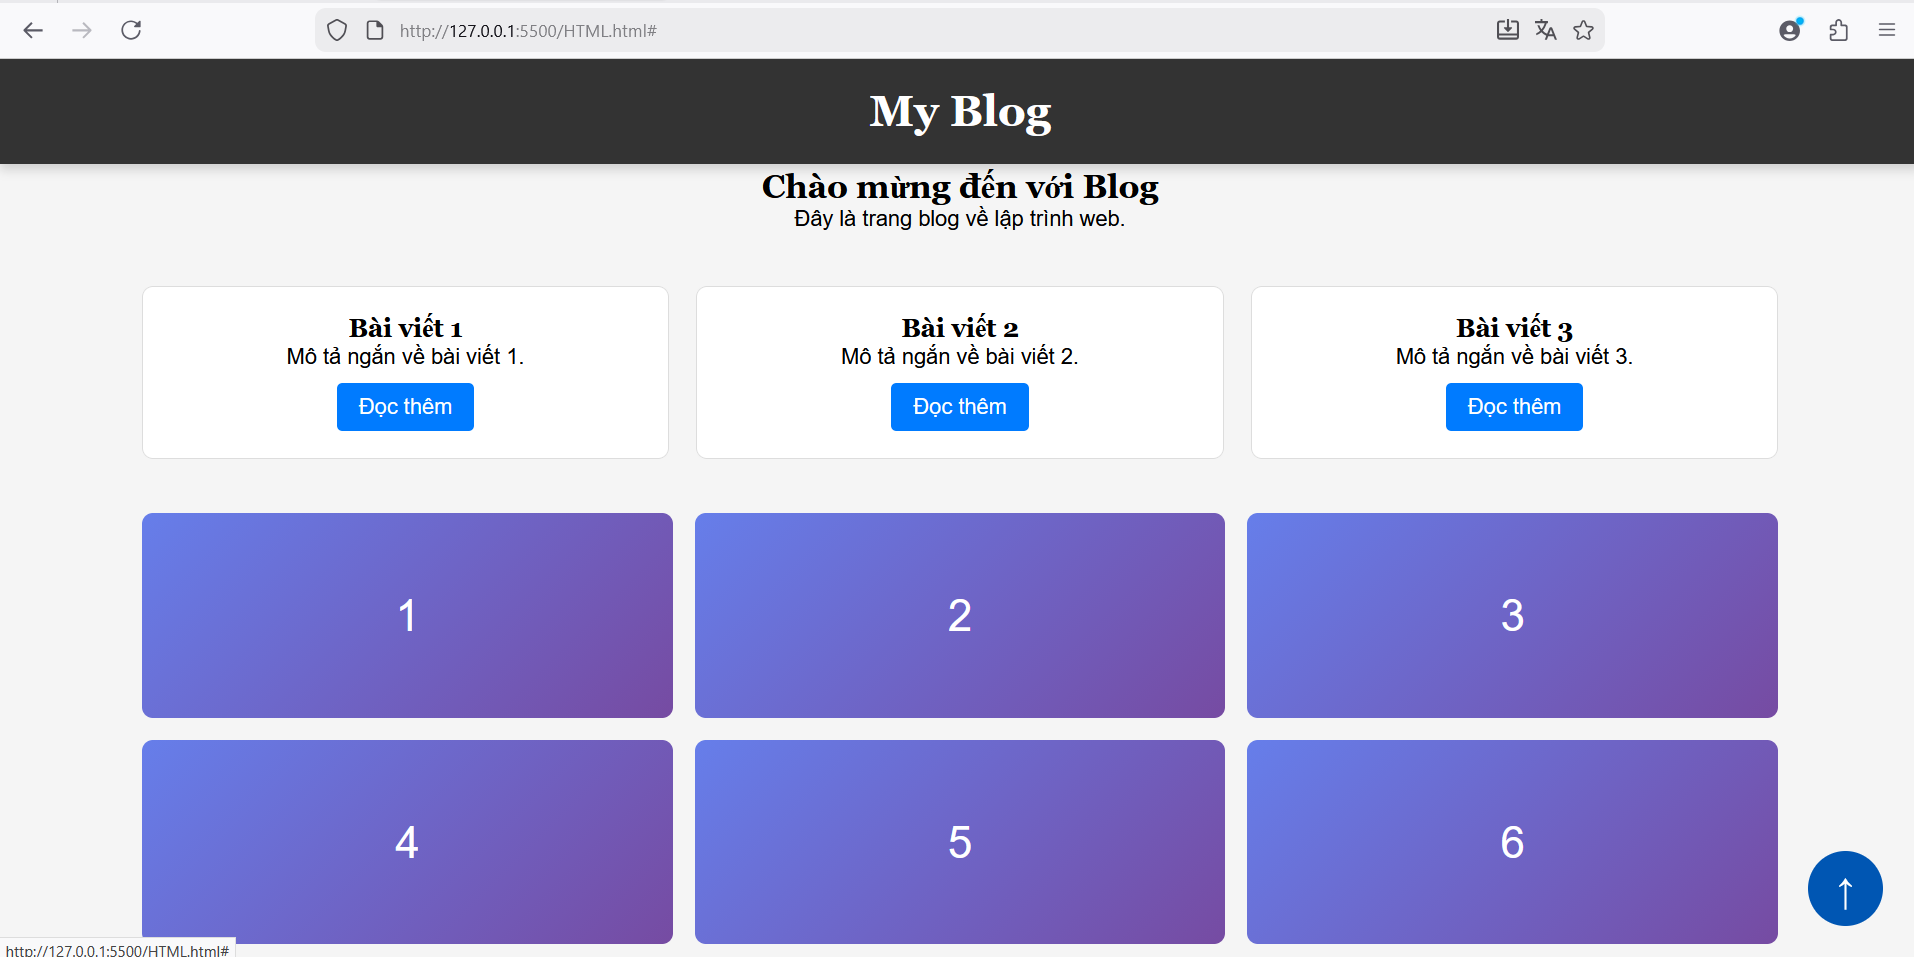 http://127.0.0.1:5500/HTML.html#
My Blog
Chào mừng đến với Blog
Đây là trang blog về lập trình web.
Bài viết 1
Mô tả ngắn về bài viết 1.
Đọc thêm
Bài viết 2
Mô tả ngắn về bài viết 2.
Đọc thêm
Bài viết 3
Mô tả ngắn về bài viết 3.
Đọc thêm
1
2
3
4
5
6
↑
http://127.0.0.1:5500/HTML.html#